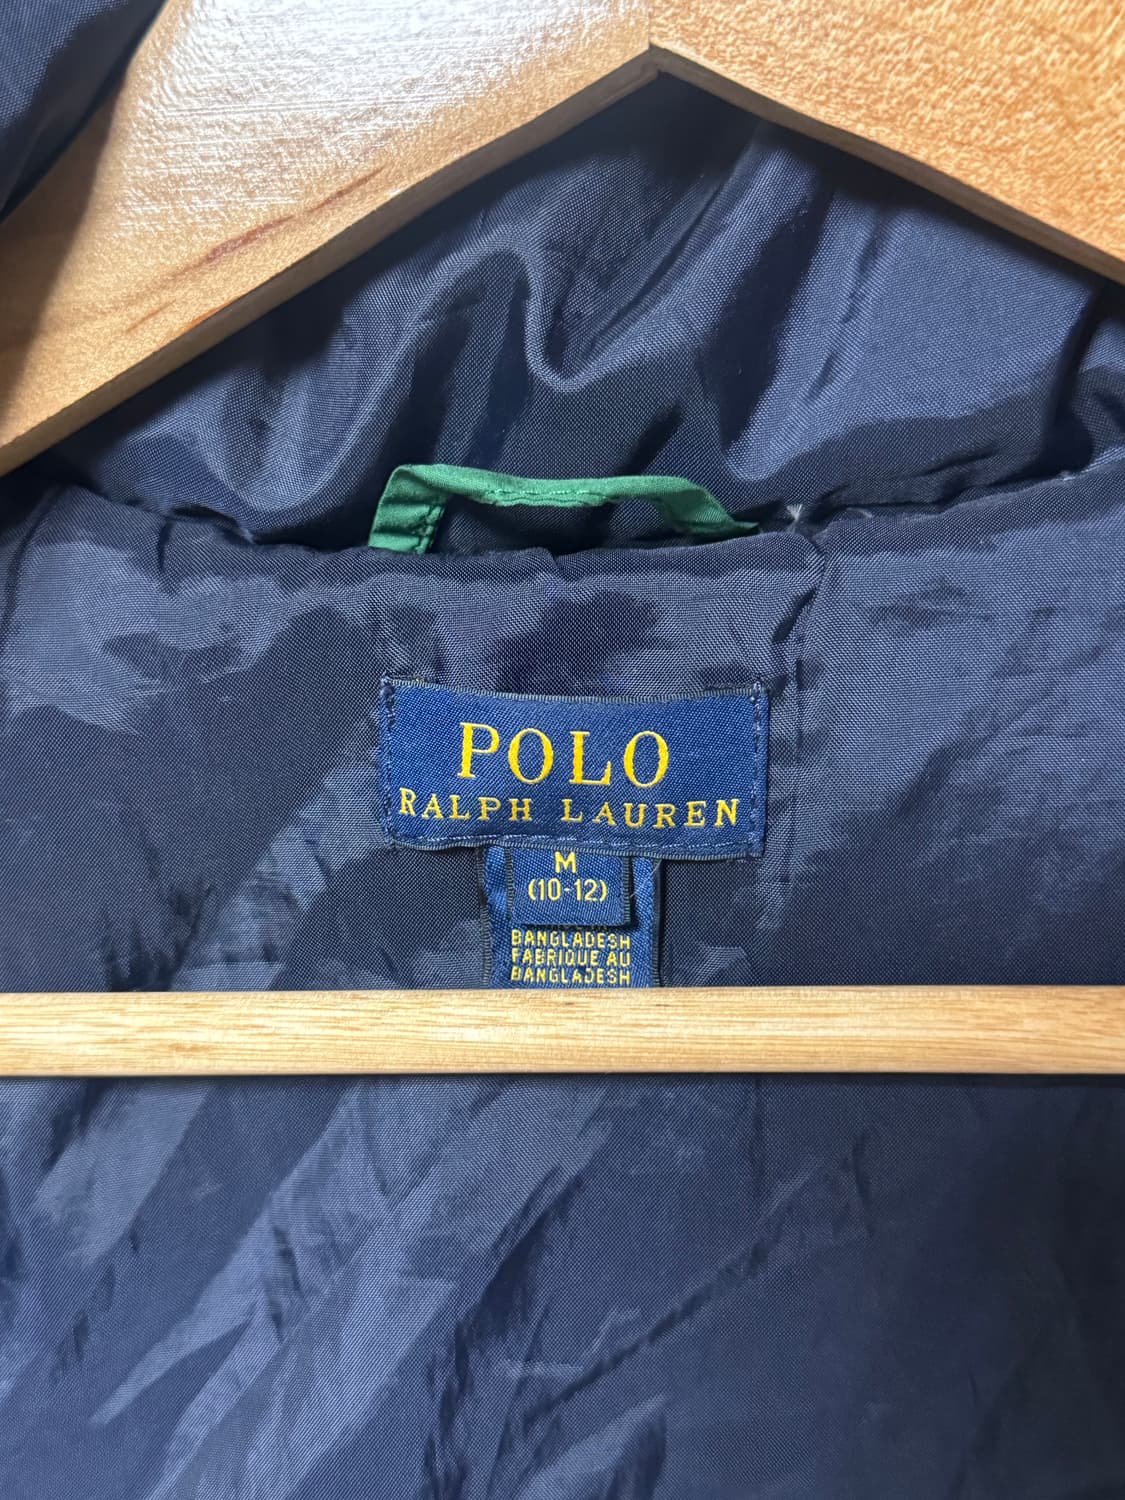 POLO
RALPH LAUREN
M
(10-12)
BANGLADESH
FABRIQUE AU
BANGLADESH